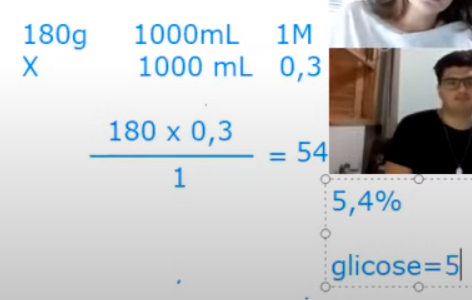 180g 1000mL 1M
X 1000 mL 0,3
180 x 0,3
1
= 54
5,4%
glicose=5